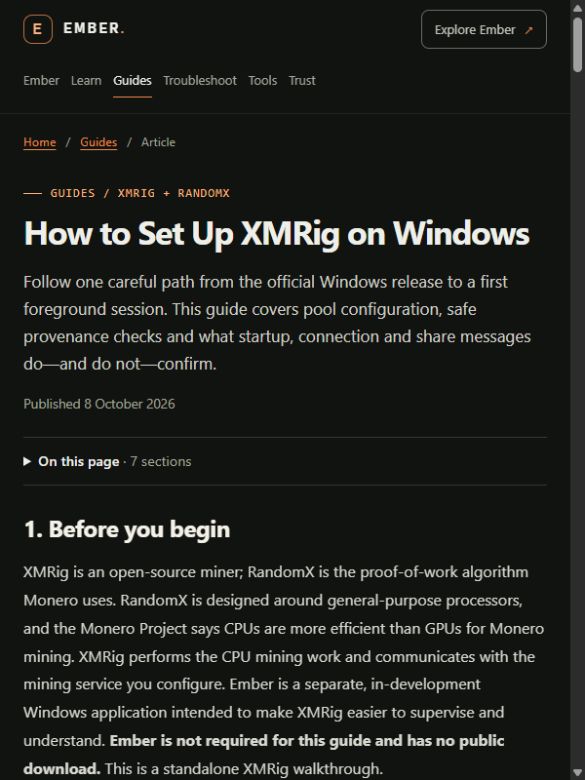 E EMBER.
Explore Ember ↗
Ember Learn Guides Troubleshoot Tools Trust
Home / Guides / Article
GUIDES / XMRIG + RANDOMX
How to Set Up XMRig on Windows
Follow one careful path from the official Windows release to a first
foreground session. This guide covers pool configuration, safe
provenance checks and what startup, connection and share messages
do—and do not—confirm.
Published 8 October 2026
▶ On this page · 7 sections
1. Before you begin
XMRig is an open-source miner; RandomX is the proof-of-work algorithm
Monero uses. RandomX is designed around general-purpose processors,
and the Monero Project says CPUs are more efficient than GPUs for Monero
mining. XMRig performs the CPU mining work and communicates with the
mining service you configure. Ember is a separate, in-development
Windows application intended to make XMRig easier to supervise and
understand. Ember is not required for this guide and has no public
download. This is a standalone XMRig walkthrough.